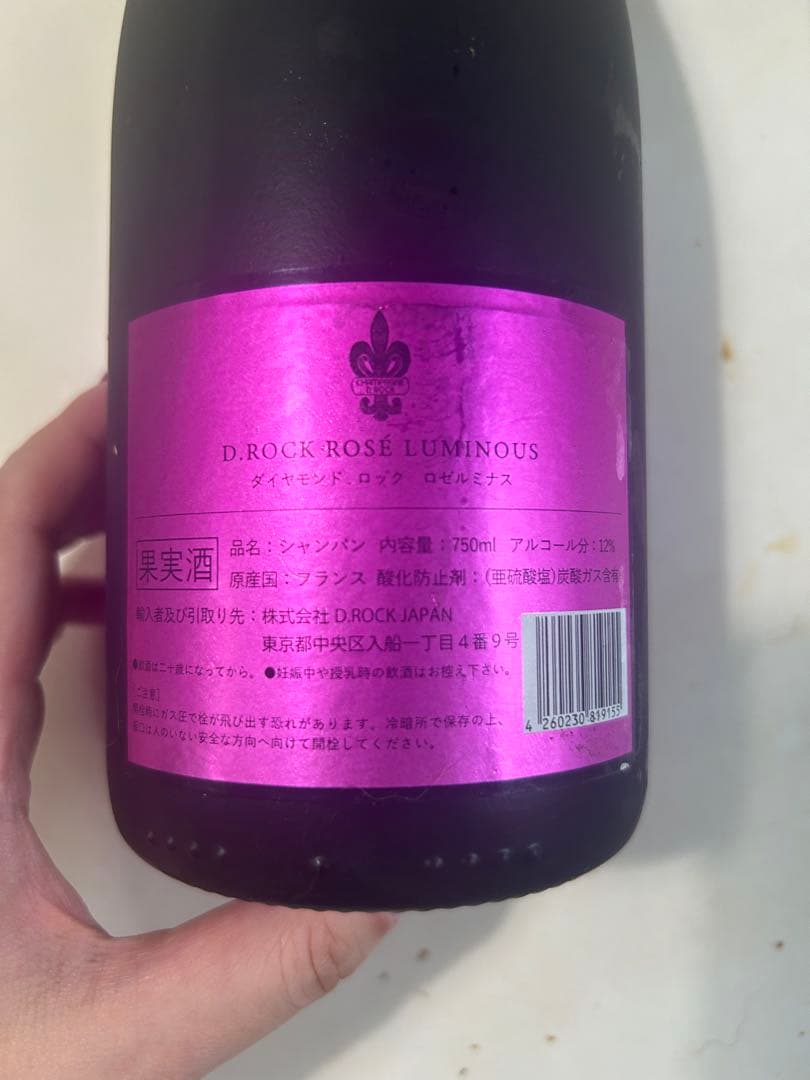 CHAMPAGNE
D.ROCK
D.ROCK ROSÉ LUMINOUS
ダイヤモンド.ロック ロゼルミナス
果実酒
品名：シャンパン 内容量：750ml アルコール分：12%
原産国：フランス 酸化防止剤：(亜硫酸塩)炭酸ガス含有
輸入者及び引取り先：株式会社 D.ROCK JAPAN
東京都中央区入船一丁目4番9号
●飲酒は二十歳になってから。 ●妊娠中や授乳時の飲酒はお控え下さい。
[ご注意]
開栓時にガス圧で栓が飛び出す恐れがあります。冷暗所で保存の上、
瓶口は人のいない安全な方向へ向けて開栓してください。
4 260230 819155